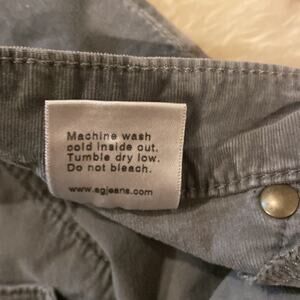 Machine wash
cold inside out.
Tumble dry low.
Do not bleach.
www.agjeans.com